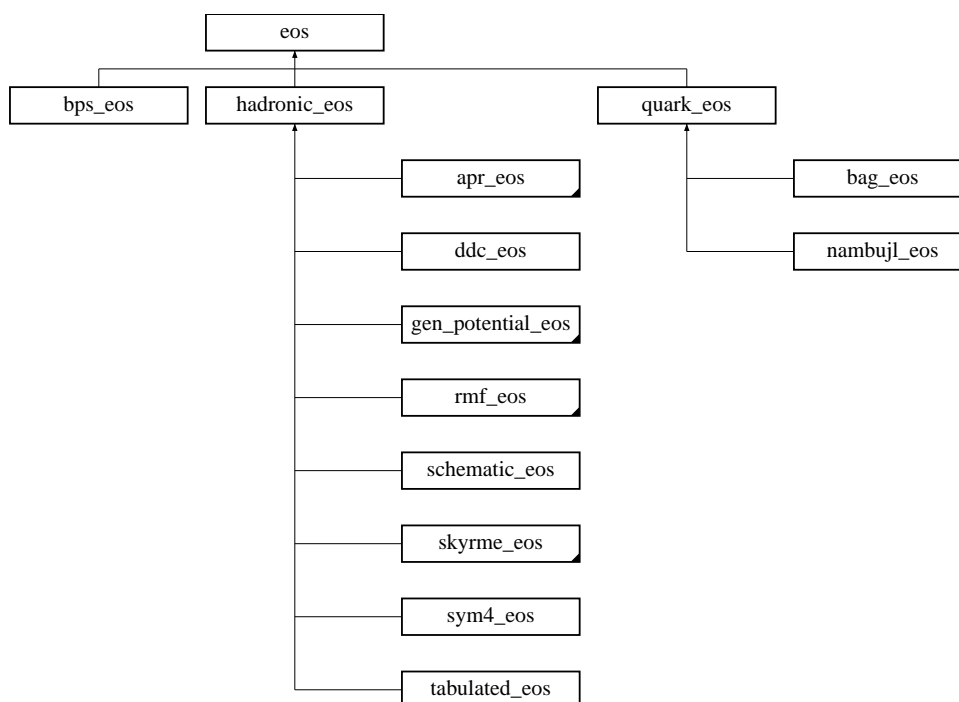 eos
bps_eos
hadronic_eos
quark_eos
apr_eos
bag_eos
ddc_eos
nambujl_eos
gen_potential_eos
rmf_eos
schematic_eos
skyrme_eos
sym4_eos
tabulated_eos